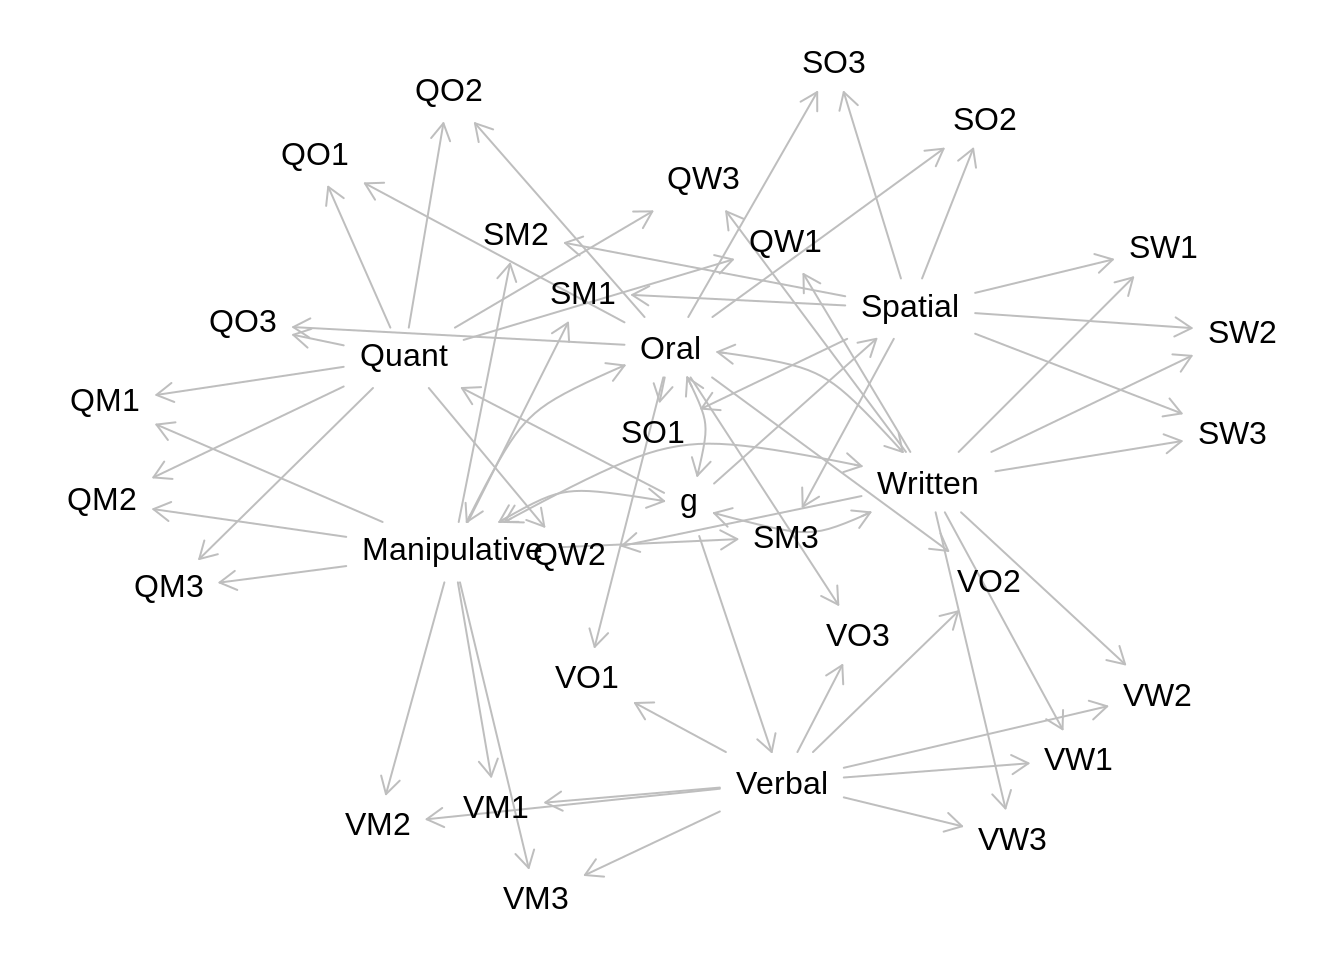 SO3
QO2
SO2
QO1
QW3
SM2
QW1
SW1
SM1
Spatial
QO3
SW2
Oral
Quant
QM1
SO1
SW3
Written
QM2
g
SM3
Manipulative
QW2
VO2
QM3
VO3
VO1
VW2
VW1
Verbal
VM1
VM2
VW3
VM3